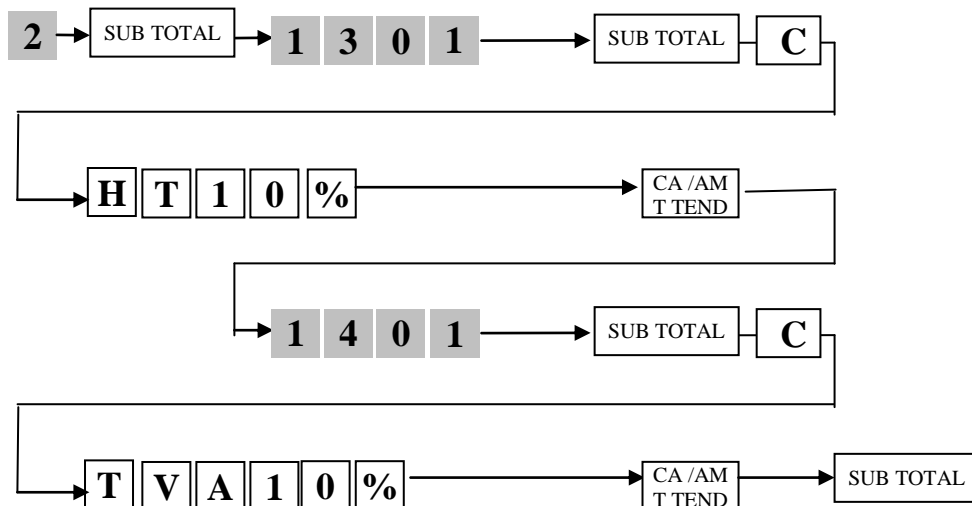 2 SUB TOTAL 1 3 0 1 SUB TOTAL C
H T 1 0 % CA /AM
T TEND
1 4 0 1 SUB TOTAL C
T V A 1 0 % CA /AM
T TEND SUB TOTAL